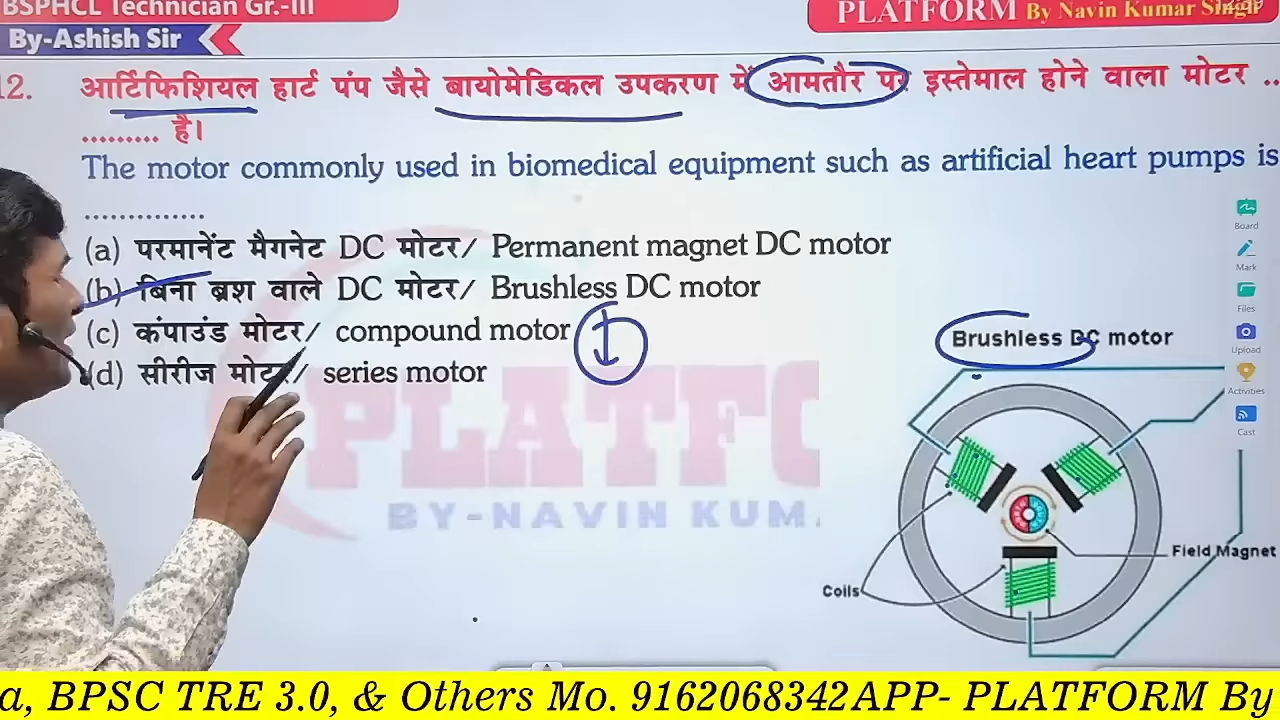 BSPHCL Technician Gr.-III
PLATFORM By Navin Kumar Singh
By-Ashish Sir
12. आर्टिफिशियल हार्ट पंप जैसे बायोमेडिकल उपकरण में आमतौर पर इस्तेमाल होने वाला मोटर ..
......... है।
The motor commonly used in biomedical equipment such as artificial heart pumps is
..............
(a) परमानेंट मैगनेट DC मोटर/ Permanent magnet DC motor
(b) बिना ब्रश वाले DC मोटर/ Brushless DC motor
(c) कंपाउंड मोटर/ compound motor
(d) सीरीज मोटर/ series motor
Brushless DC motor
Coils
Field Magnet
Board
Mark
Files
Upload
Activities
Cast
PLATFO
BY-NAVIN KUM
a, BPSC TRE 3.0, & Others Mo. 9162068342APP- PLATFORM By